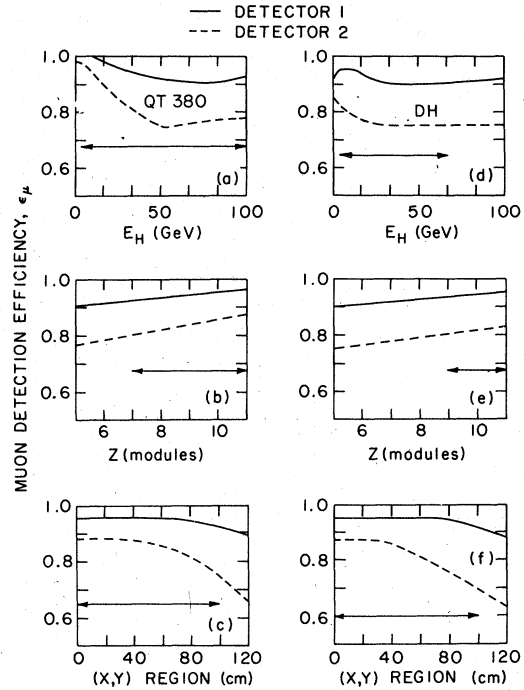 DETECTOR 1
DETECTOR 2
MUON DETECTION EFFICIENCY, εμ
1.0
0.8
0.6
QT 380
(a)
0
50
100
E_H (GeV)
1.0
0.8
0.6
DH
(d)
0
50
100
E_H (GeV)
1.0
0.8
0.6
(b)
6
8
10
Z (modules)
1.0
0.8
0.6
(e)
6
8
10
Z (modules)
1.0
0.8
0.6
(c)
0
40
80
120
(X,Y) REGION (cm)
1.0
0.8
0.6
(f)
0
40
80
120
(X,Y) REGION (cm)